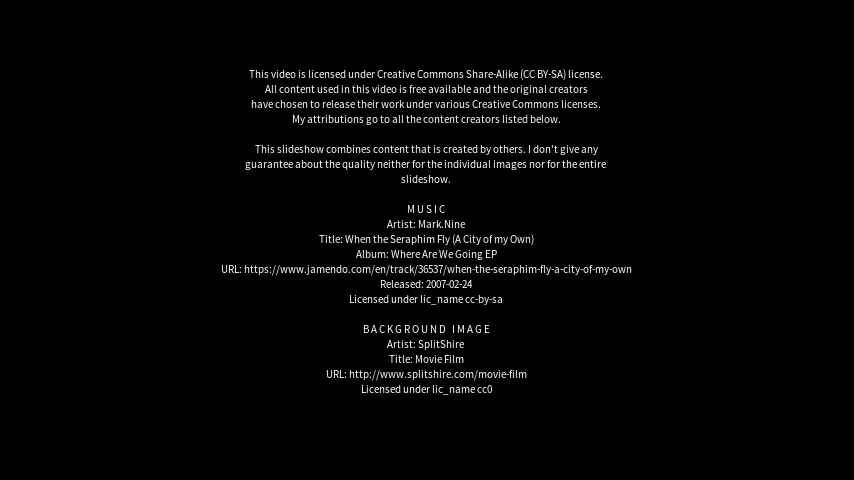 This video is licensed under Creative Commons Share-Alike (CC BY-SA) license.
All content used in this video is free available and the original creators
have chosen to release their work under various Creative Commons licenses.
My attributions go to all the content creators listed below.
This slideshow combines content that is created by others. I don't give any
guarantee about the quality neither for the individual images nor for the entire
slideshow.
MUSIC
Artist: Mark.Nine
Title: When the Seraphim Fly (A City of my Own)
Album: Where Are We Going EP
URL: https://www.jamendo.com/en/track/36537/when-the-seraphim-fly-a-city-of-my-own
Released: 2007-02-24
Licensed under lic_name cc-by-sa
BACKGROUND IMAGE
Artist: SplitShire
Title: Movie Film
URL: http://www.splitshire.com/movie-film
Licensed under lic_name cc0